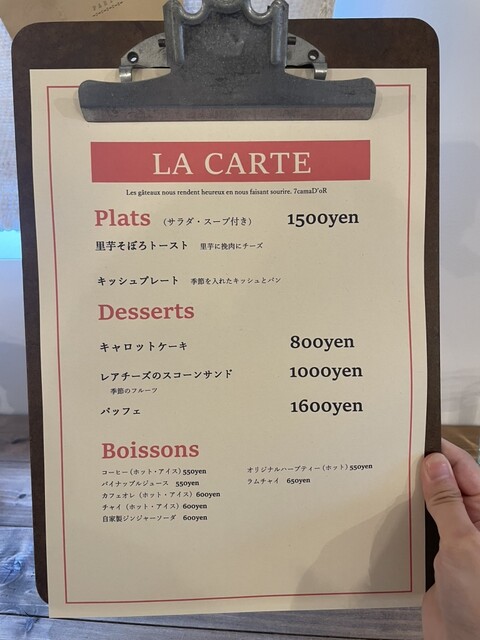 LA CARTE
Les gâteaux nous rendent heureux en nous faisant sourire. 7camaD'oR
Plats （サラダ・スープ付き） 1500yen
里芋そぼろトースト 里芋に挽肉にチーズ
キッシュプレート 季節を入れたキッシュとパン
Desserts
キャロットケーキ 800yen
レアチーズのスコーンサンド 1000yen
季節のフルーツ
パッフェ 1600yen
Boissons
コーヒー（ホット・アイス）550yen
パイナップルジュース 550yen
カフェオレ（ホット・アイス）600yen
チャイ（ホット・アイス）600yen
自家製ジンジャーソーダ 600yen
オリジナルハーブティー（ホット）550yen
ラムチャイ 650yen